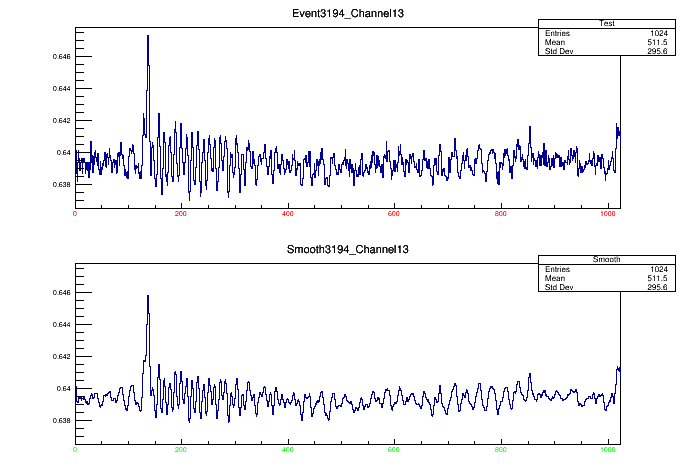 Event3194_Channel13
Test
Entries 1024
Mean 511.5
Std Dev 295.6
0.646
0.644
0.642
0.64
0.638
0 200 400 600 800 1000
Smooth3194_Channel13
Smooth
Entries 1024
Mean 511.5
Std Dev 295.6
0.646
0.644
0.642
0.64
0.638
0 200 400 600 800 1000